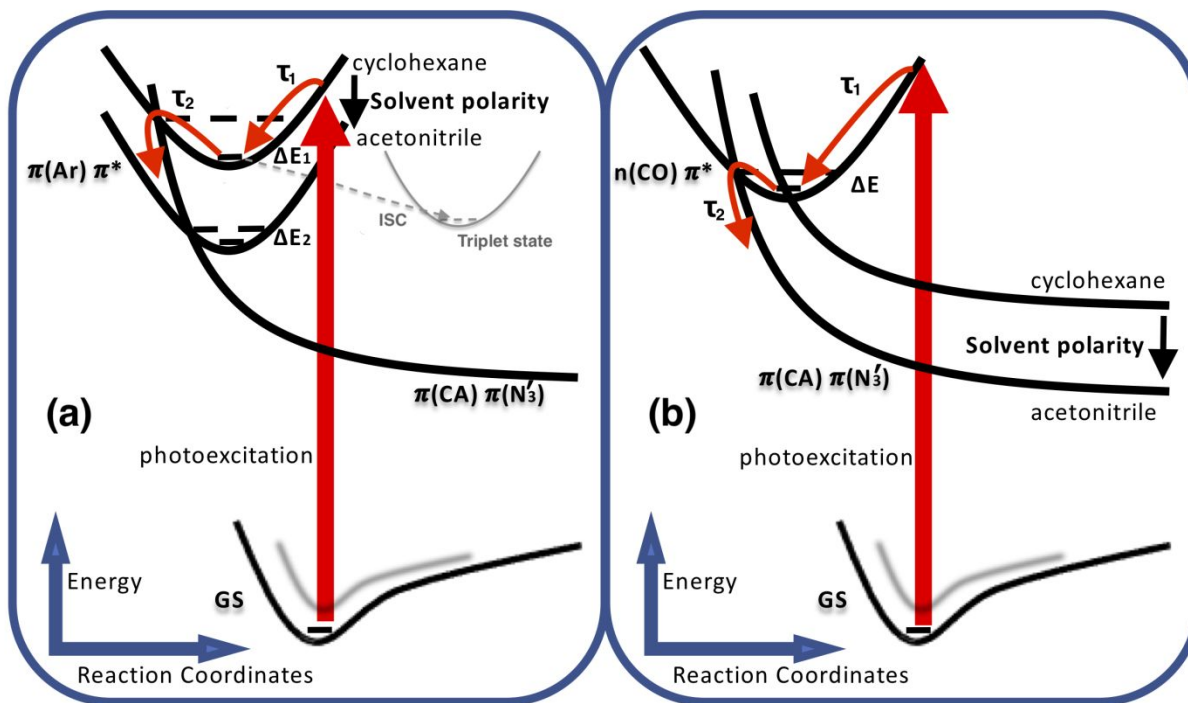 cyclohexane
Solvent polarity
acetonitrile
τ₁
τ₂
π(Ar) π*
ΔE₁
ΔE₂
ISC
Triplet state
π(CA) π(N₃′)
(a)
photoexcitation
GS
Energy
Reaction Coordinates
τ₁
n(CO) π*
ΔE
τ₂
cyclohexane
Solvent polarity
π(CA) π(N₃′)
acetonitrile
(b)
photoexcitation
GS
Energy
Reaction Coordinates